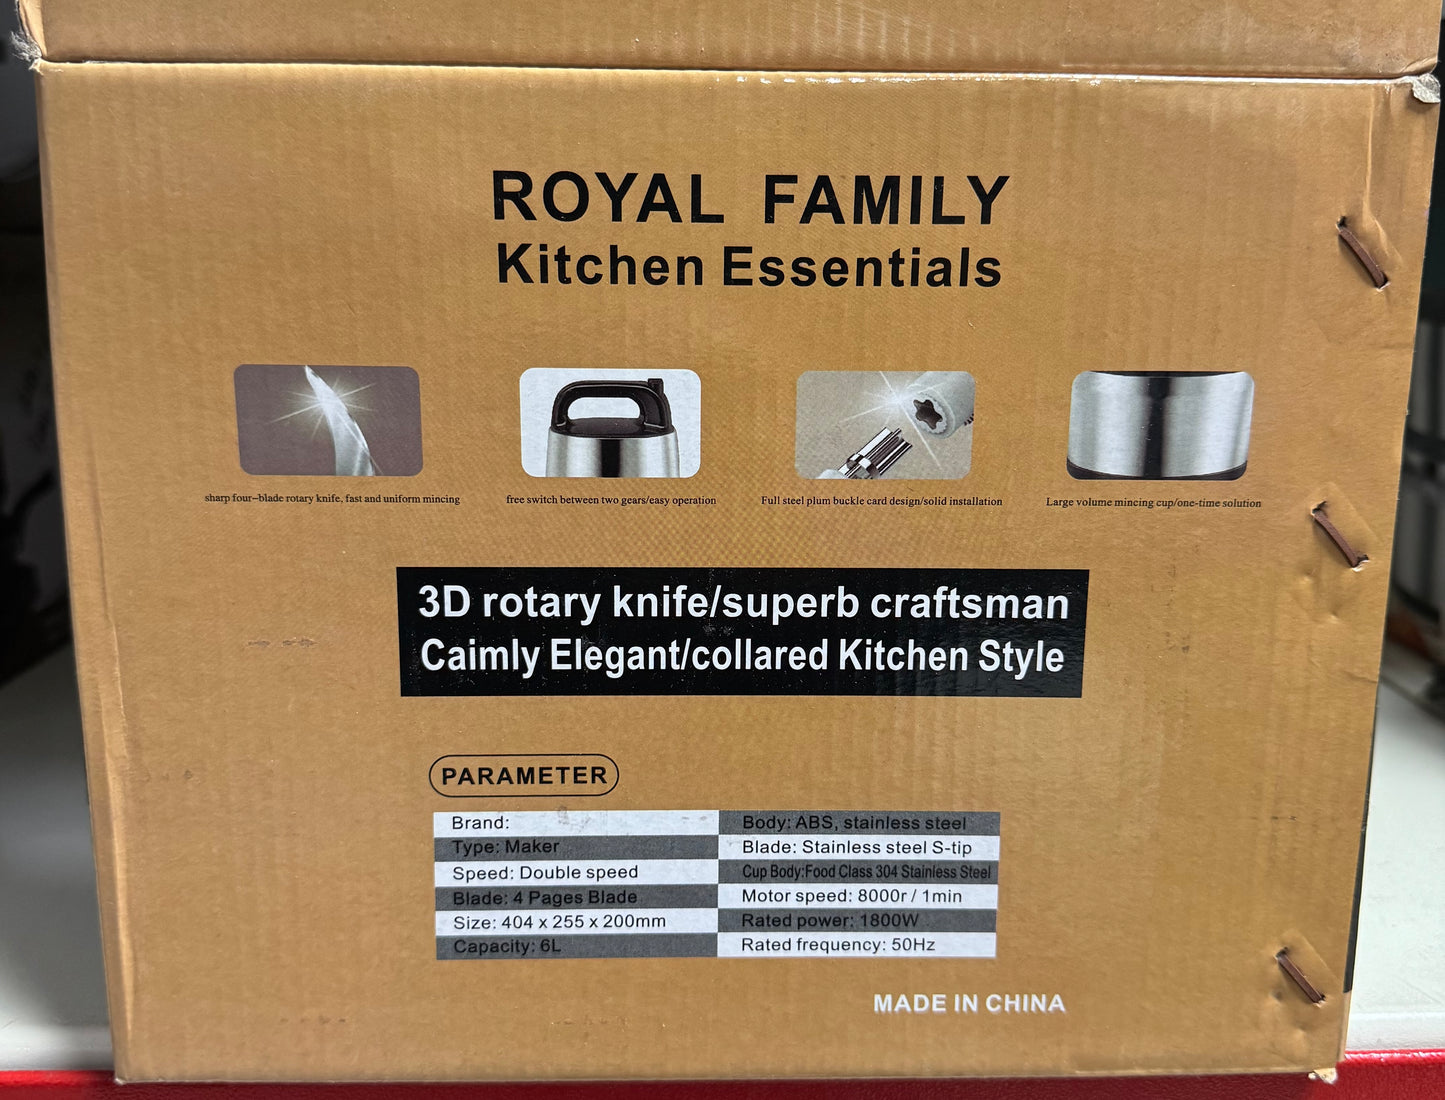 ROYAL FAMILY
Kitchen Essentials
sharp four-blade rotary knife, fast and uniform mincing
free switch between two gears/easy operation
Full steel plum buckle card design/solid installation
Large volume mincing cup/one-time solution
3D rotary knife/superb craftsman
Caimly Elegant/collared Kitchen Style
PARAMETER
Brand:
Type: Maker
Speed: Double speed
Blade: 4 Pages Blade
Size: 404 x 255 x 200mm
Capacity: 6L
Body: ABS, stainless steel
Blade: Stainless steel S-tip
Cup Body:Food Class 304 Stainless Steel
Motor speed: 8000r / 1min
Rated power: 1800W
Rated frequency: 50Hz
MADE IN CHINA